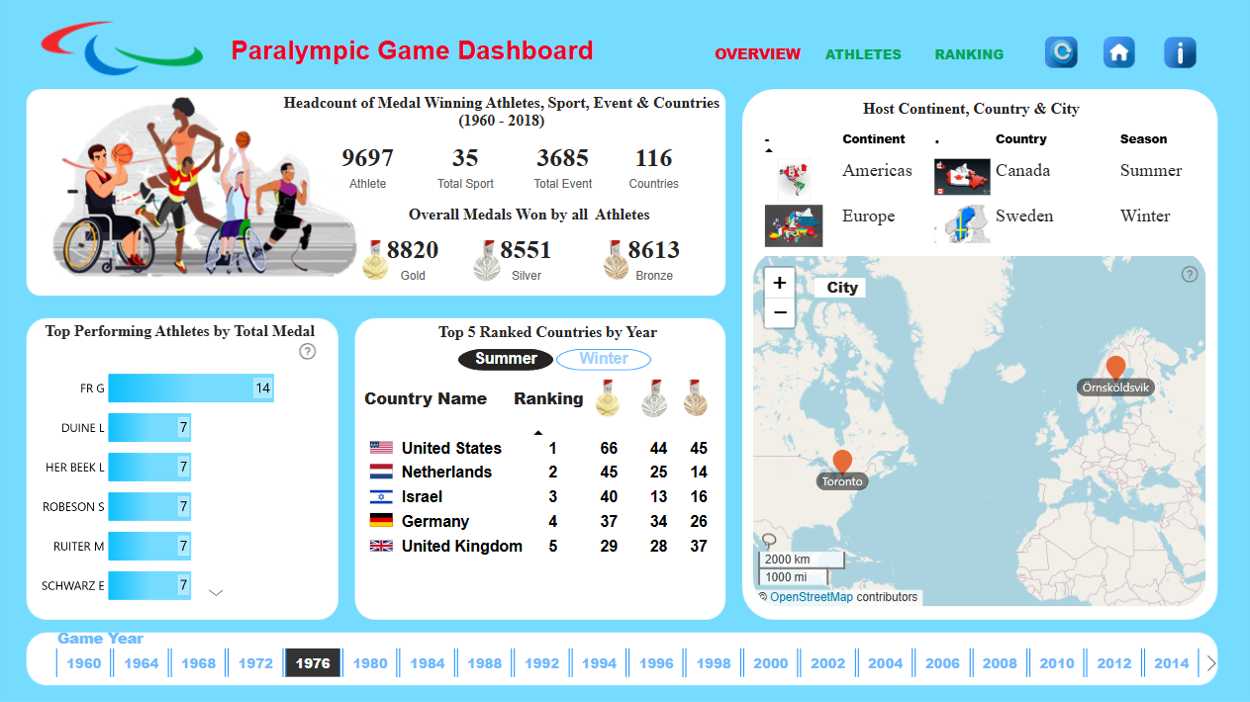 Paralympic Game Dashboard
OVERVIEW ATHLETES RANKING
Headcount of Medal Winning Athletes, Sport, Event & Countries
(1960 - 2018)
9697 35 3685 116
Athlete Total Sport Total Event Countries
Overall Medals Won by all Athletes
8820 8551 8613
Gold Silver Bronze
Host Continent, Country & City
Continent Country Season
Americas Canada Summer
Europe Sweden Winter
+
−
City
?
Örnsköldsvik
Toronto
2000 km
1000 mi
© OpenStreetMap contributors
Top Performing Athletes by Total Medal
?
FR G 14
DUINE L 7
HER BEEK L 7
ROBESON S 7
RUITER M 7
SCHWARZ E 7
Top 5 Ranked Countries by Year
Summer Winter
Country Name Ranking
United States 1 66 44 45
Netherlands 2 45 25 14
Israel 3 40 13 16
Germany 4 37 34 26
United Kingdom 5 29 28 37
Game Year
1960 1964 1968 1972 1976 1980 1984 1988 1992 1994 1996 1998 2000 2002 2004 2006 2008 2010 2012 2014